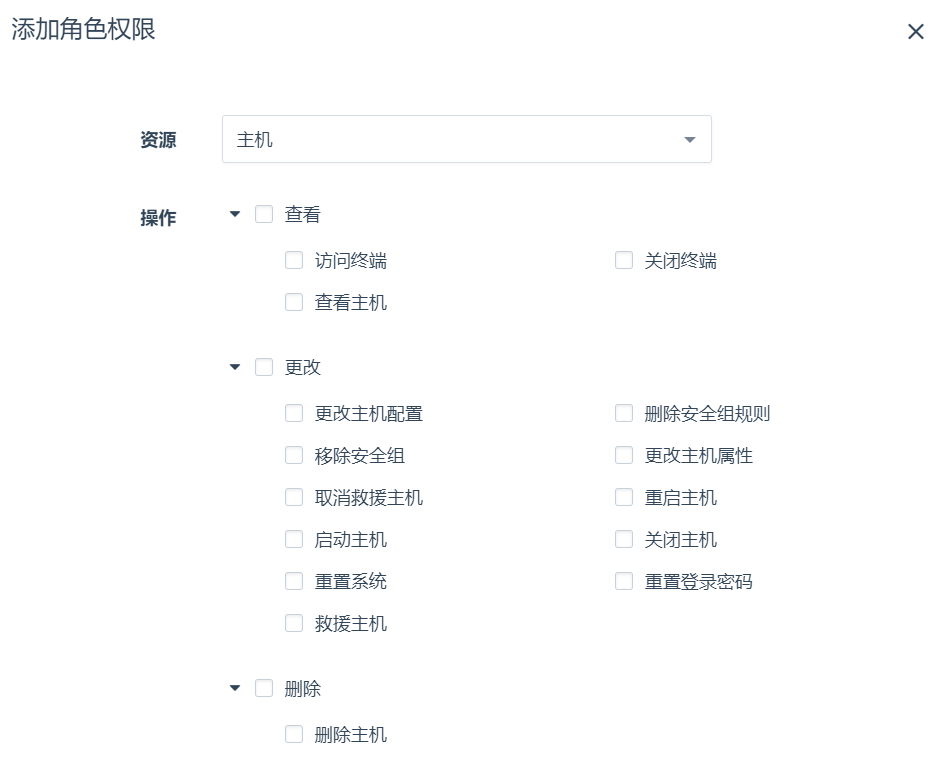 添加角色权限
资源 主机
操作 查看
访问终端 关闭终端
查看主机
更改
更改主机配置 删除安全组规则
移除安全组 更改主机属性
取消救援主机 重启主机
启动主机 关闭主机
重置系统 重置登录密码
救援主机
删除
删除主机